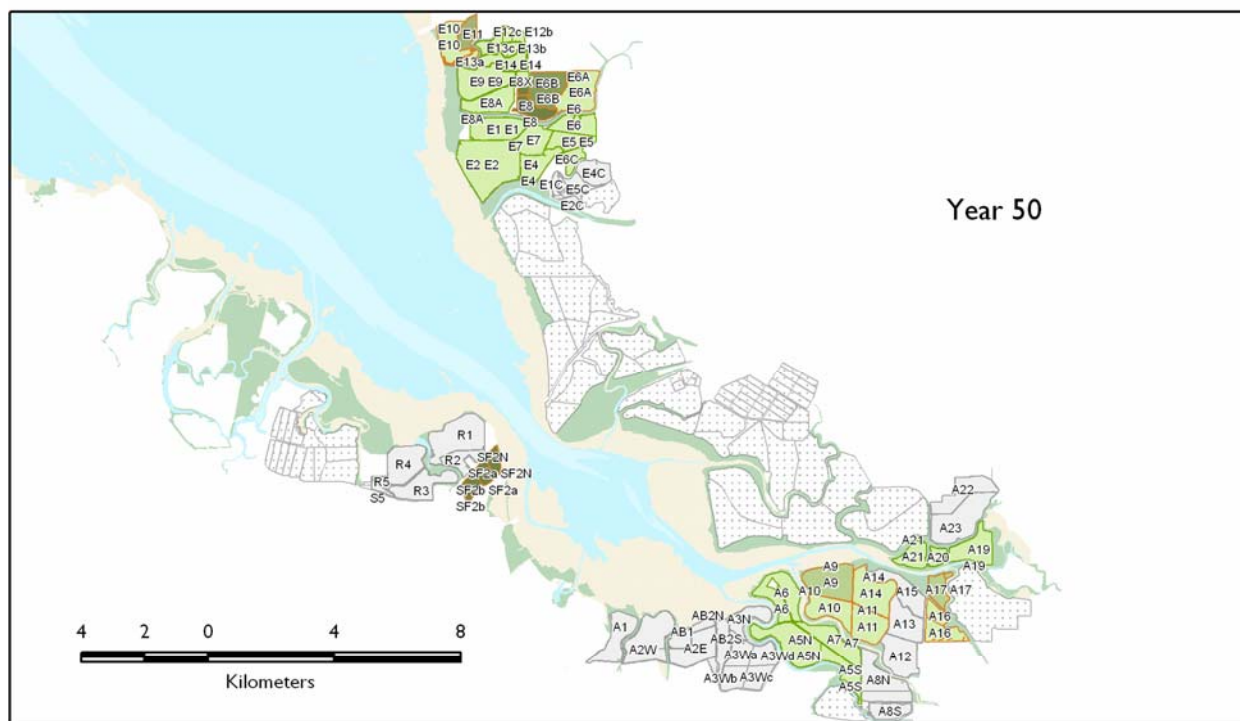 E10 E11 E12c E12b
E10 E13c E13b
E13a E14 E14
E9 E9 E8X E6B E6A
E8A E6B E6A
E8 E6
E8A E1 E1 E8 E6
E7 E7 E5 E5
E2 E2 E4 E6C E4C
E4 E1C E5C
E2C
Year 50
R1
R4 R2 SF2N
R5 SF2a SF2N
S5 R3 SF2b SF2a
SF2b
A22
A23
A21
A21 A20 A19
A19
A9 A14
A9 A14 A15 A17 A17
A6 A10
A6 A10 A11 A16
A11 A13 A16
A1 AB1 AB2N A3N
A2W A2E AB2S A5N A7 A7
A3Wa A3Wd A5N A12
A3Wb A3Wc A5S A8N
A5S
A8S
4 2 0 4 8
Kilometers